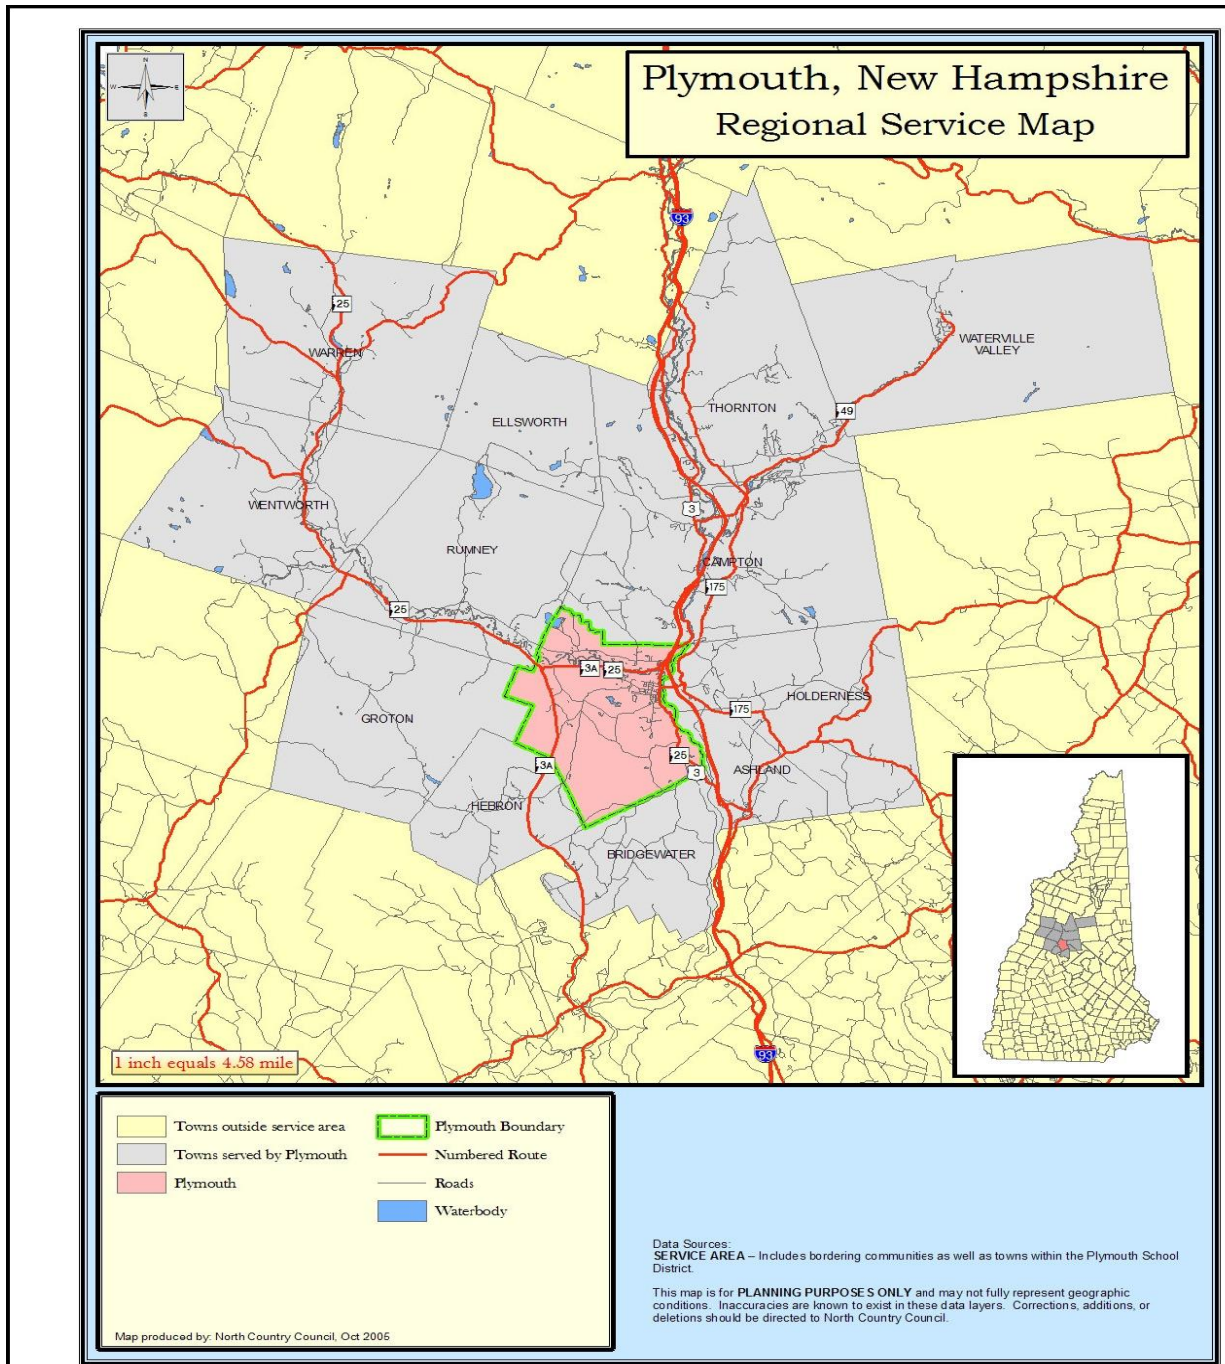 Plymouth, New Hampshire
Regional Service Map
N
W
E
S
93
25
WARREN
WATERVILLE
VALLEY
THORNTON
49
ELLSWORTH
WENTWORTH
3
RUMNEY
CAMPTON
175
25
3A
25
HOLDERNESS
175
GROTON
25
3A
3
ASHLAND
HEBRON
BRIDGEWATER
93
1 inch equals 4.58 mile
Towns outside service area
Towns served by Plymouth
Plymouth
Plymouth Boundary
Numbered Route
Roads
Waterbody
Map produced by: North Country Council, Oct 2005
Data Sources:
SERVICE AREA – Includes bordering communities as well as towns within the Plymouth School
District.
This map is for PLANNING PURPOSES ONLY and may not fully represent geographic
conditions. Inaccuracies are known to exist in these data layers. Corrections, additions, or
deletions should be directed to North Country Council.